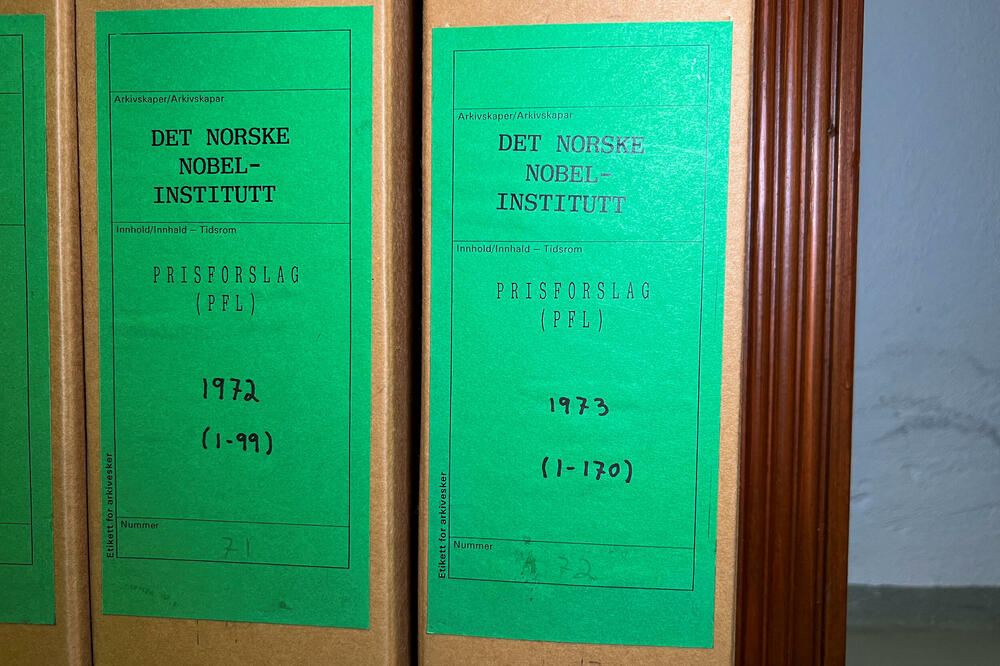 Arkivskaper/Arkivskapar
DET NORSKE
NOBEL-
INSTITUTT
Innhold/Innhald – Tidsrom
PRISFORSLAG
(PFL)
1972
(1-99)
Etikett for arkivesker
Nummer
71
Arkivskaper/Arkivskapar
DET NORSKE
NOBEL-
INSTITUTT
Innhold/Innhald – Tidsrom
PRISFORSLAG
(PFL)
1973
(1-170)
Etikett for arkivesker
Nummer
72